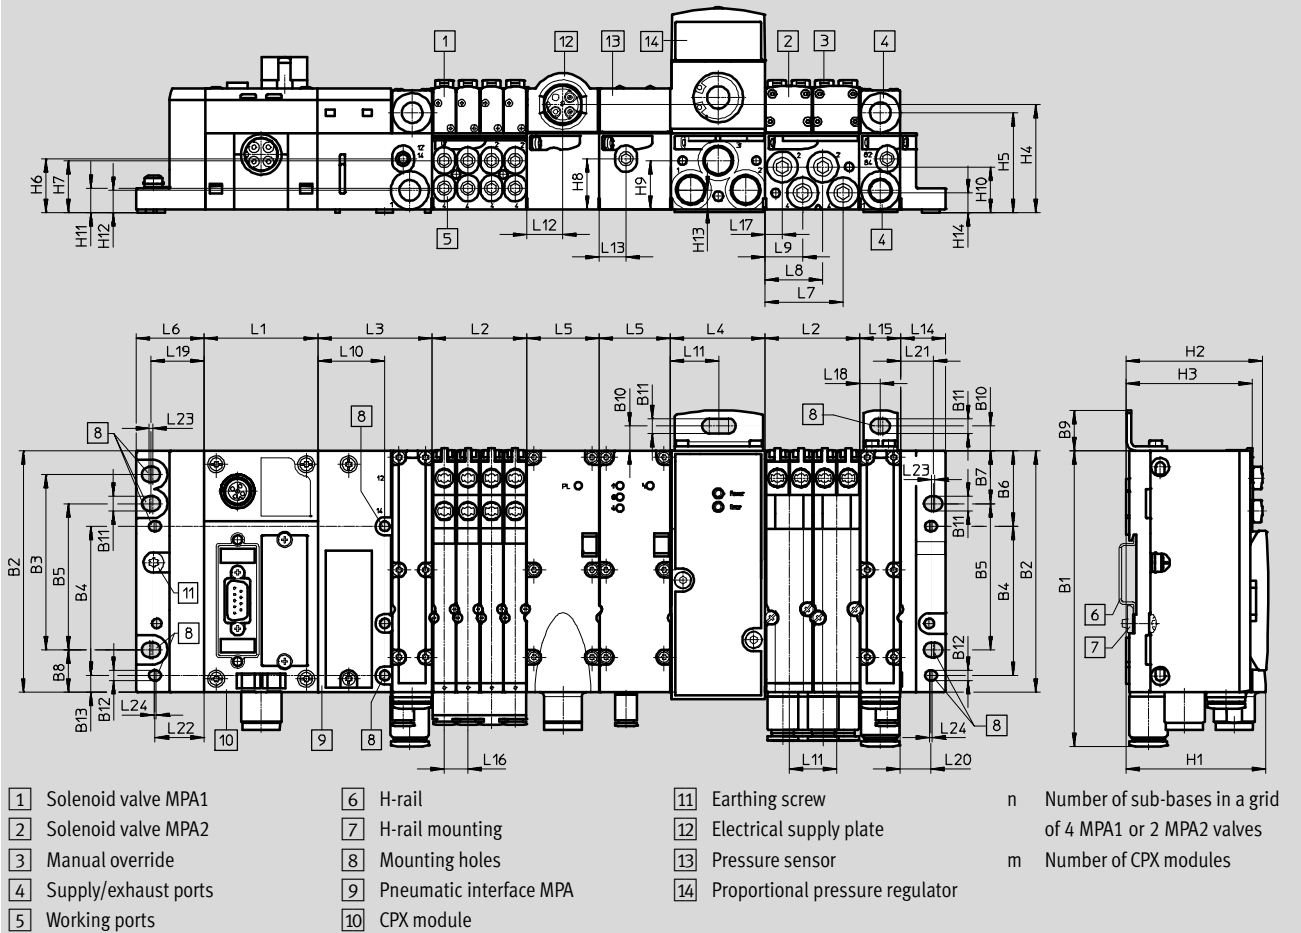 1 12 13 14 2 3 4
H6 H7 H11 H12 5 L12 L13 H8 H9 H13 L17 L9 L8 L7 4 H10 H14 H5 H4
L6 L1 L3 L2 L5 L5 L4 L2 L15 L14
L19 L10 L11 L18 L21 H2
H3
8 L23 8 B10 B11 8 B11 B10 B9
PL
Power
Error
L23 B7 B6
B2 B3 B5 B4 B11 11 8 B11 B5 B4 B2 B1 6 7
B8 B13 B12 L24 L22 10 9 8 L16 L11 B12 L24 L20 8 H1
1 Solenoid valve MPA1
2 Solenoid valve MPA2
3 Manual override
4 Supply/exhaust ports
5 Working ports
6 H-rail
7 H-rail mounting
8 Mounting holes
9 Pneumatic interface MPA
10 CPX module
11 Earthing screw
12 Electrical supply plate
13 Pressure sensor
14 Proportional pressure regulator
n Number of sub-bases in a grid
of 4 MPA1 or 2 MPA2 valves
m Number of CPX modules